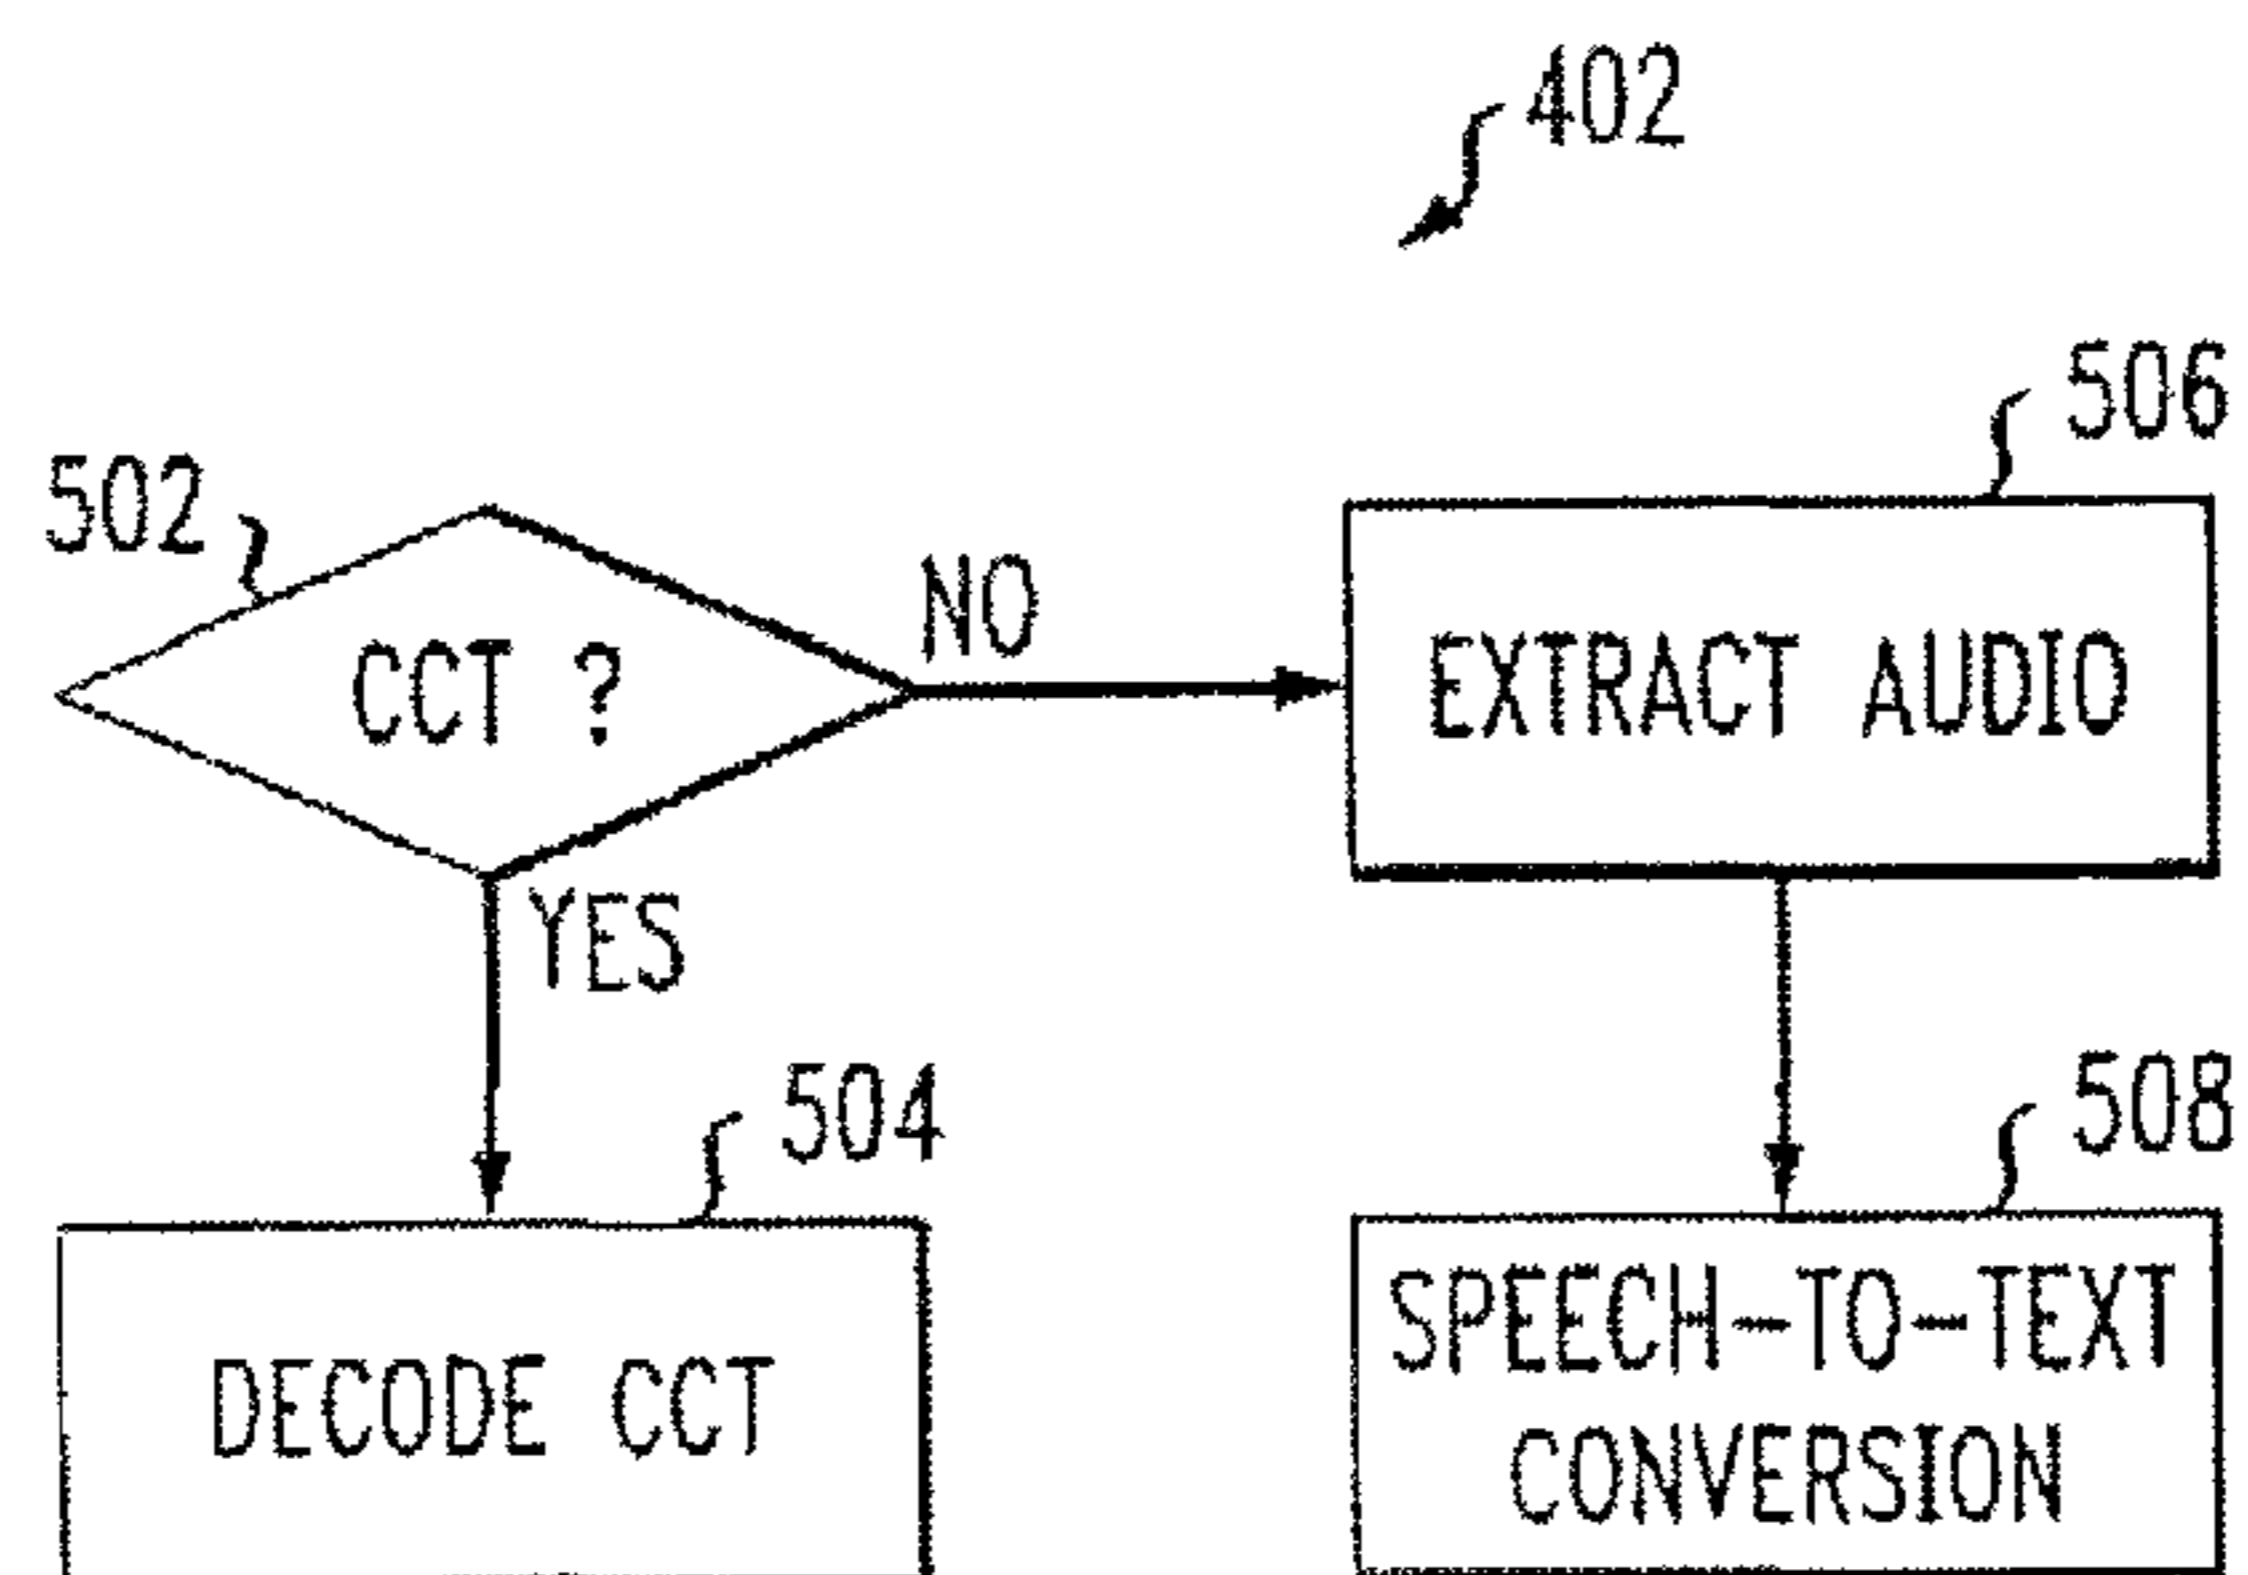 402
506
502
NO
CCT ?
EXTRACT AUDIO
YES
504
508
DECODE CCT
SPEECH-TO-TEXT
CONVERSION